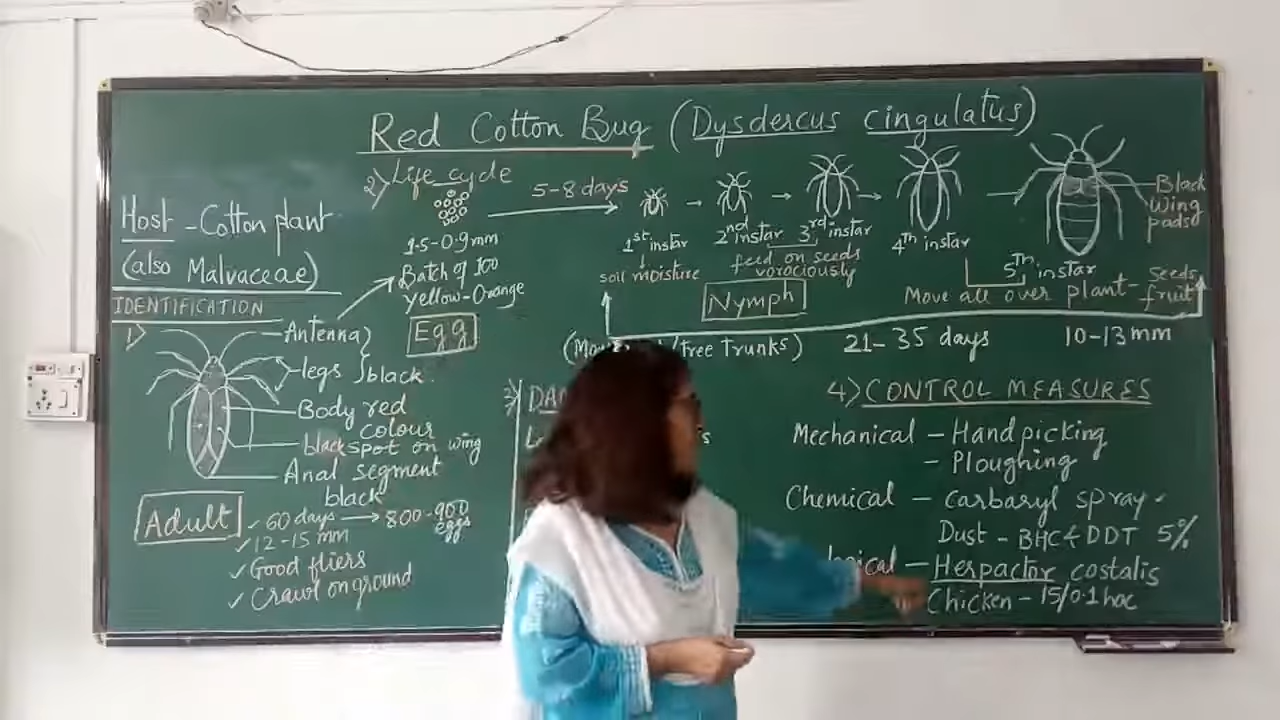 Red Cotton Bug (Dysdercus cingulatus)
Host - Cotton plant
(also Malvaceae)
IDENTIFICATION
1)
Antenna
legs
black
Body red
colour
black spot on wing
Anal segment
black
Adult
60 days → 800-900
eggs
12-15 mm
Good fliers
Crawl on ground
2) Life cycle
1.5-0.9mm
Batch of 100
Yellow-Orange
Egg
5-8 days
1st instar
soil moisture
2nd instar 3rd instar
feed on seeds
voraciously
Nymph
4th instar
5th instar
Move all over plant - seeds
fruit
Black
Wing
pads
/tree trunks)
21-35 days
10-13 mm
3)
4) CONTROL MEASURES
Mechanical - Hand picking
- Ploughing
Chemical - Carbaryl spray
Dust - BHC & DDT 5%
- Herpactor costalis
Chicken - 15/0.1 hac